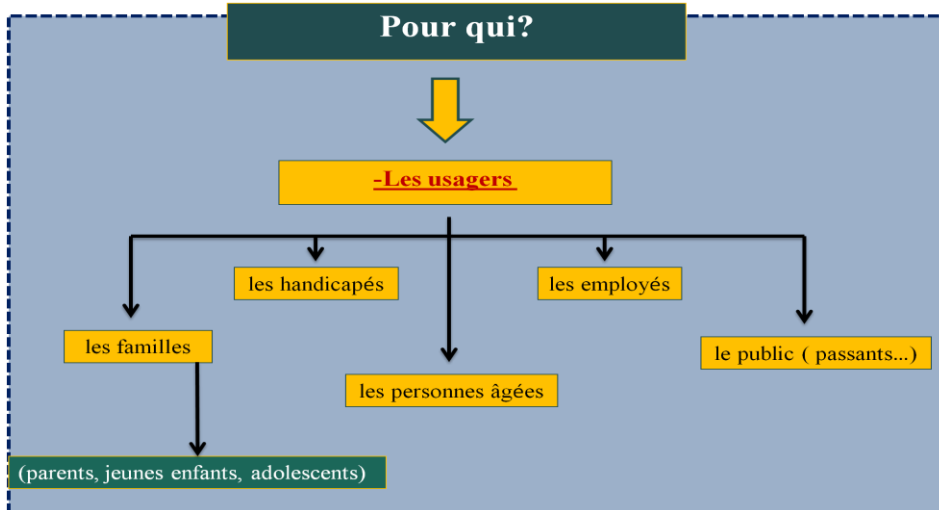 Pour qui?
-Les usagers
les handicapés
les employés
les familles
le public ( passants...)
les personnes âgées
(parents, jeunes enfants, adolescents)